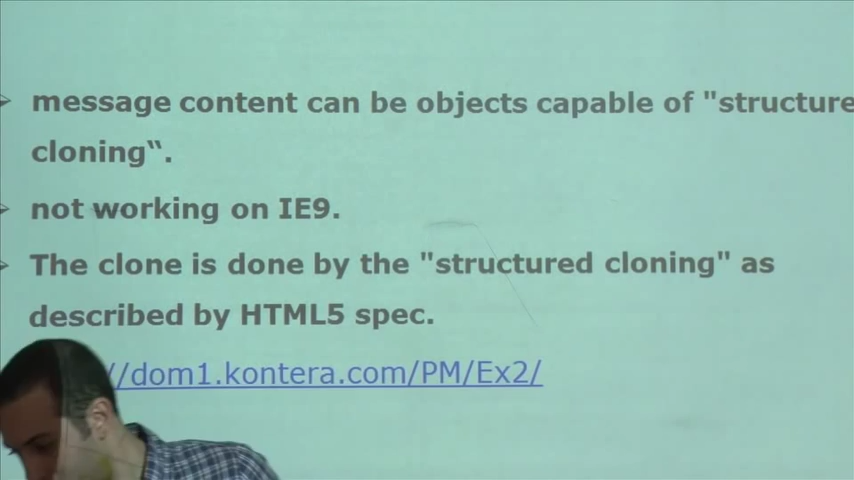 message content can be objects capable of "structure
cloning“.
not working on IE9.
The clone is done by the "structured cloning" as
described by HTML5 spec.
//dom1.kontera.com/PM/Ex2/